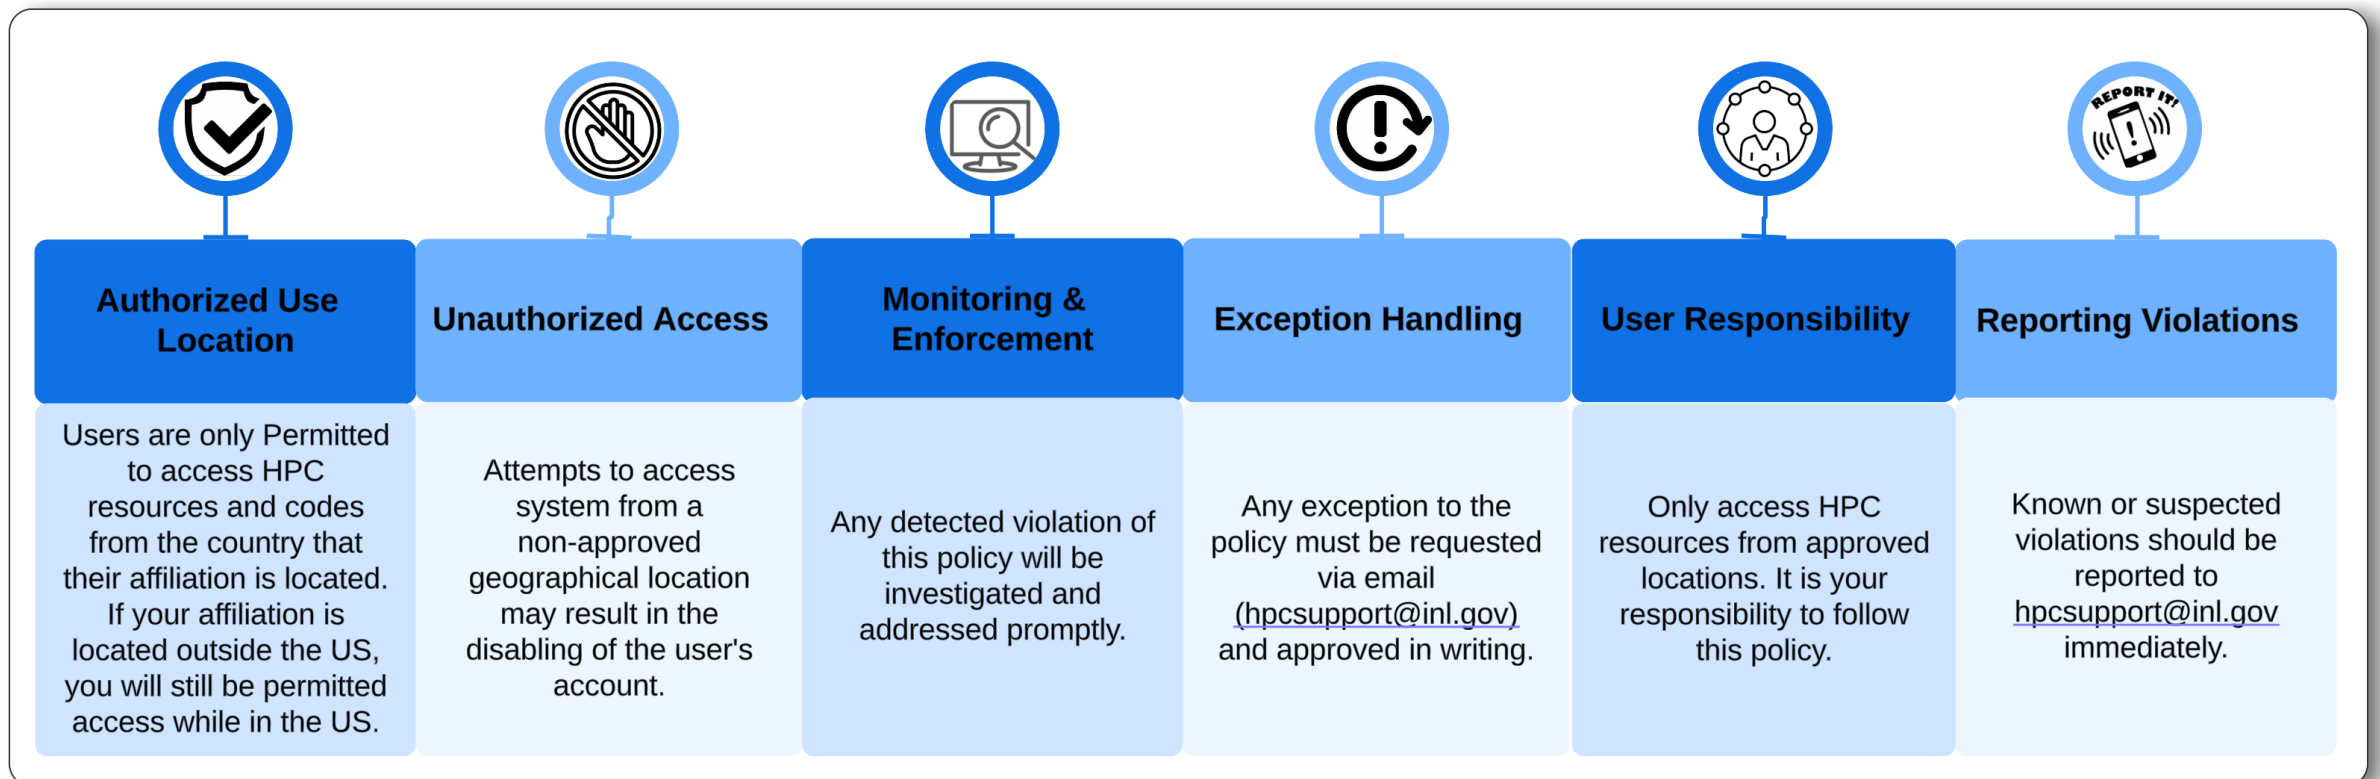 REPORT IT!
Authorized Use
Location
Users are only Permitted
to access HPC
resources and codes
from the country that
their affiliation is located.
If your affiliation is
located outside the US,
you will still be permitted
access while in the US.
Unauthorized Access
Attempts to access
system from a
non-approved
geographical location
may result in the
disabling of the user's
account.
Monitoring &
Enforcement
Any detected violation of
this policy will be
investigated and
addressed promptly.
Exception Handling
Any exception to the
policy must be requested
via email
(hpcsupport@inl.gov)
and approved in writing.
User Responsibility
Only access HPC
resources from approved
locations. It is your
responsibility to follow
this policy.
Reporting Violations
Known or suspected
violations should be
reported to
hpcsupport@inl.gov
immediately.